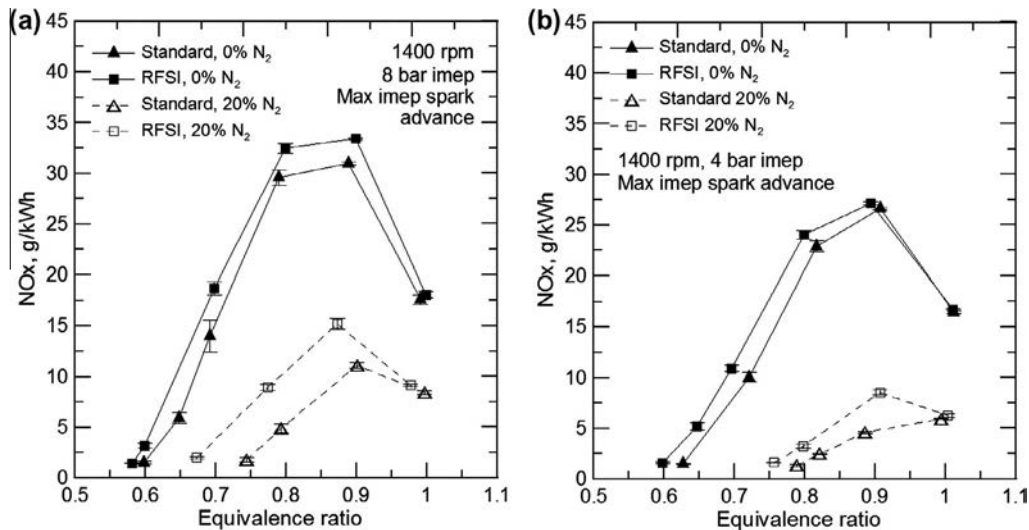 (a)
45
40
35
30
25
20
15
10
5
0
NOx, g/kWh
Standard, 0% N₂
RFSI, 0% N₂
Standard, 20% N₂
RFSI, 20% N₂
1400 rpm
8 bar imep
Max imep spark
advance
0.5 0.6 0.7 0.8 0.9 1 1.1
Equivalence ratio
(b)
45
40
35
30
25
20
15
10
5
0
NOx, g/kWh
Standard, 0% N₂
RFSI, 0% N₂
Standard 20% N₂
RFSI 20% N₂
1400 rpm, 4 bar imep
Max imep spark advance
0.5 0.6 0.7 0.8 0.9 1 1.1
Equivalence ratio